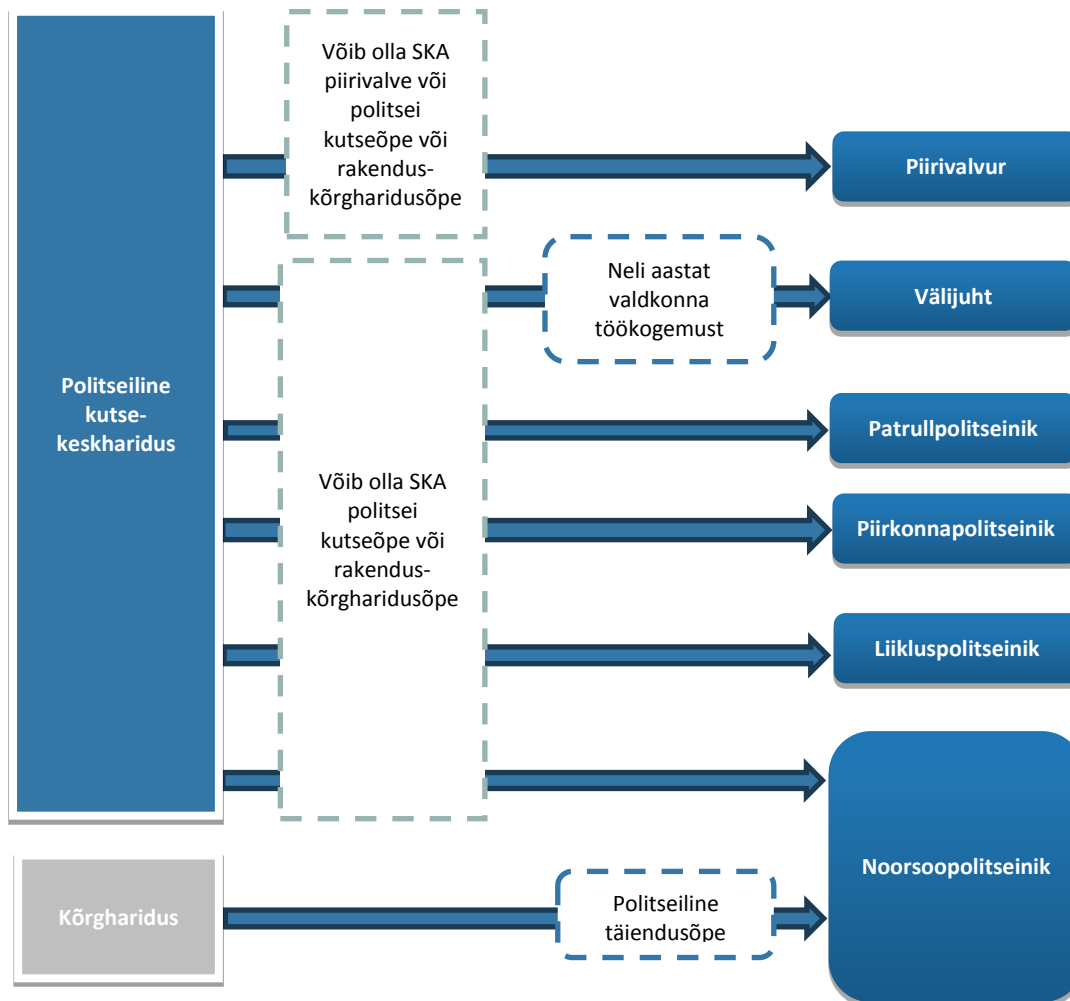 Võib olla SKA
piirivalve või
politsei
kutseõpe või
rakendus-
kõrgharidusõpe
Piirivalvur
Neli aastat
valdkonna
töökogemust
Välijuht
Politseiline
kutse-
keskharidus
Patrullpolitseinik
Võib olla SKA
politsei
kutseõpe või
rakendus-
kõrgharidusõpe
Piirkonnapolitseinik
Liikluspolitseinik
Noorsoopolitseinik
Kõrgharidus
Politseiline
täiendusõpe